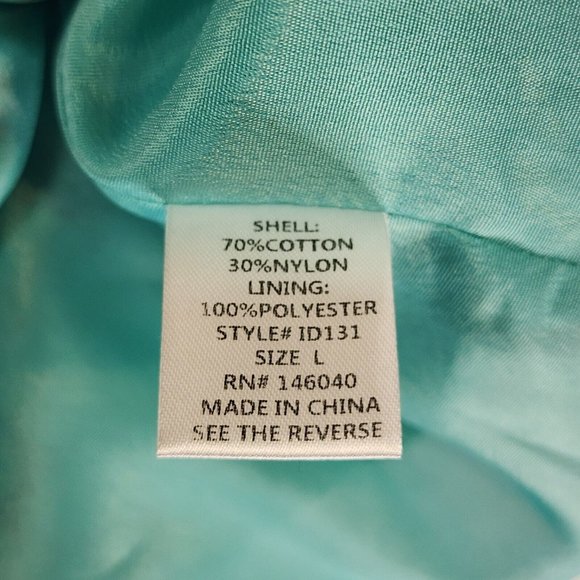 SHELL:
70%COTTON
30%NYLON
LINING:
100%POLYESTER
STYLE# ID131
SIZE L
RN# 146040
MADE IN CHINA
SEE THE REVERSE